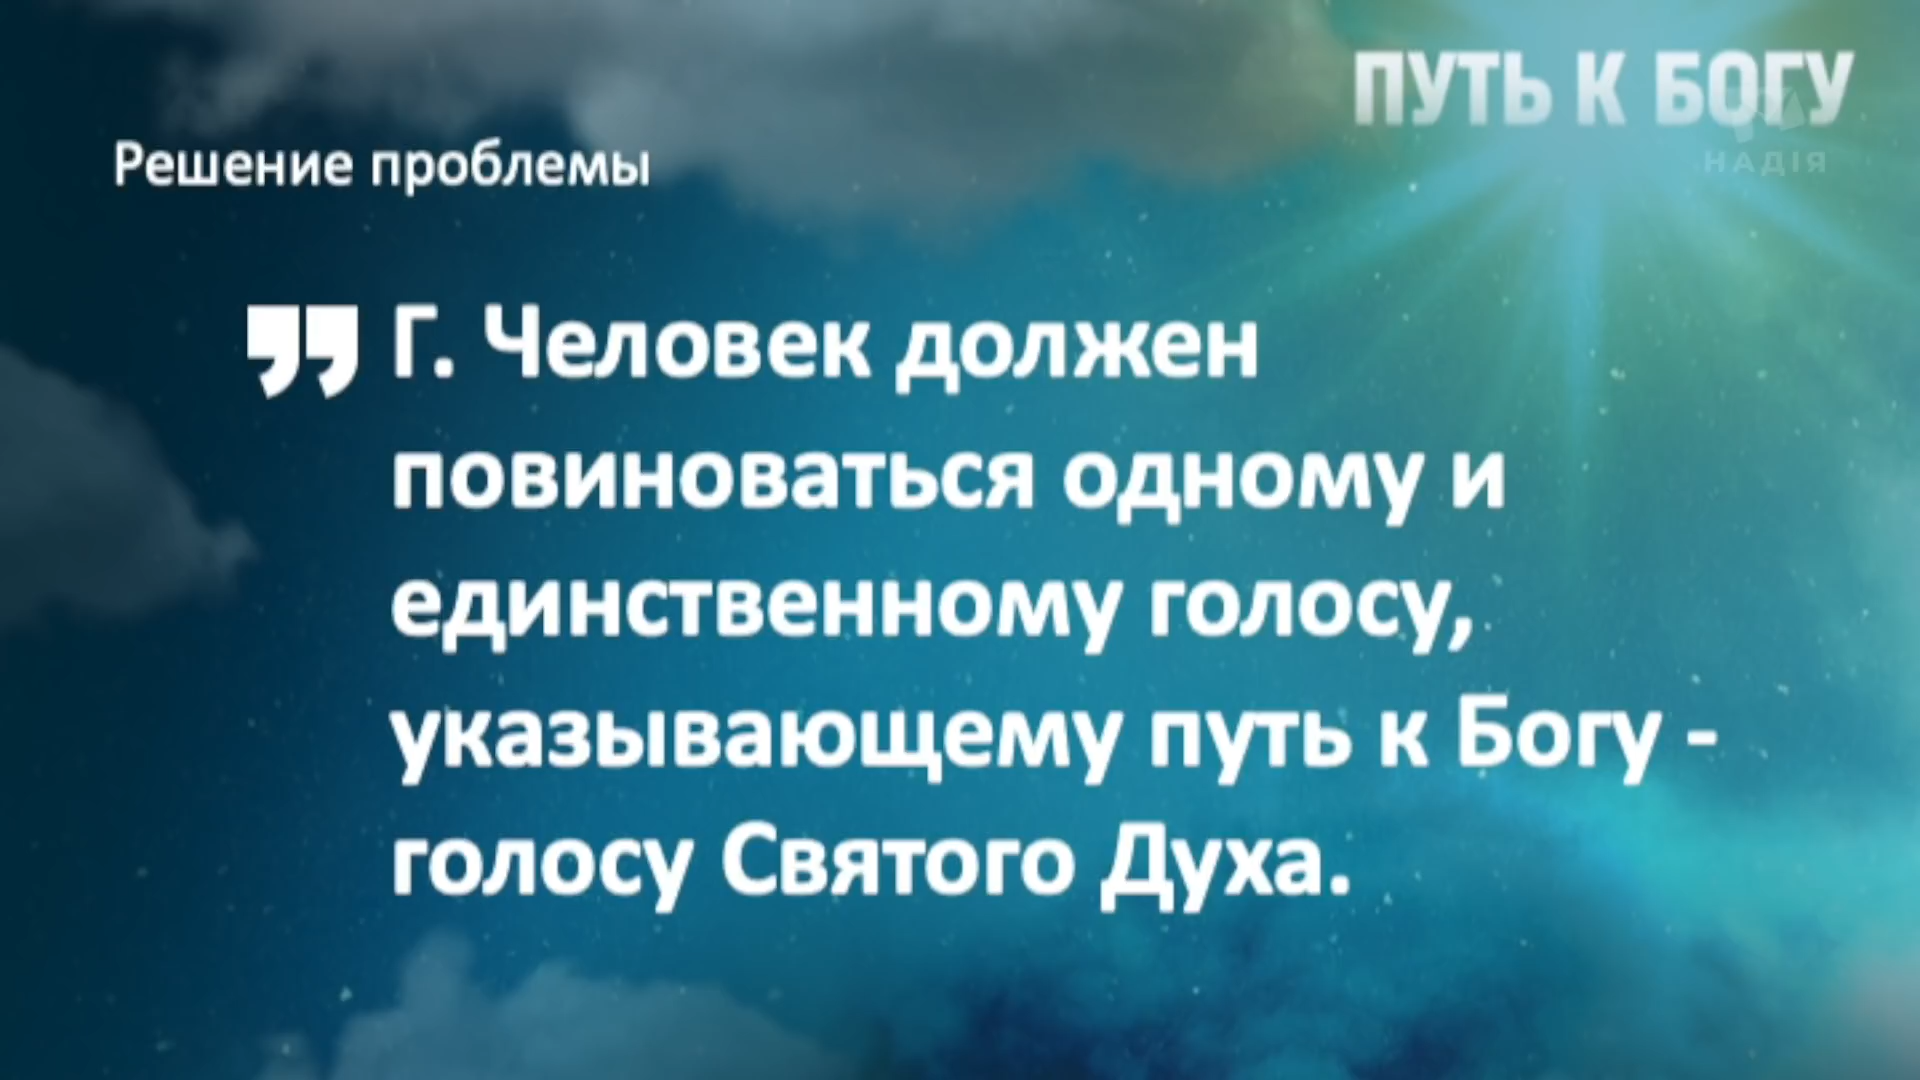 ПУТЬ К БОГУ
НАДІЯ
Решение проблемы
" Г. Человек должен
повиноваться одному и
единственному голосу,
указывающему путь к Богу -
голосу Святого Духа.